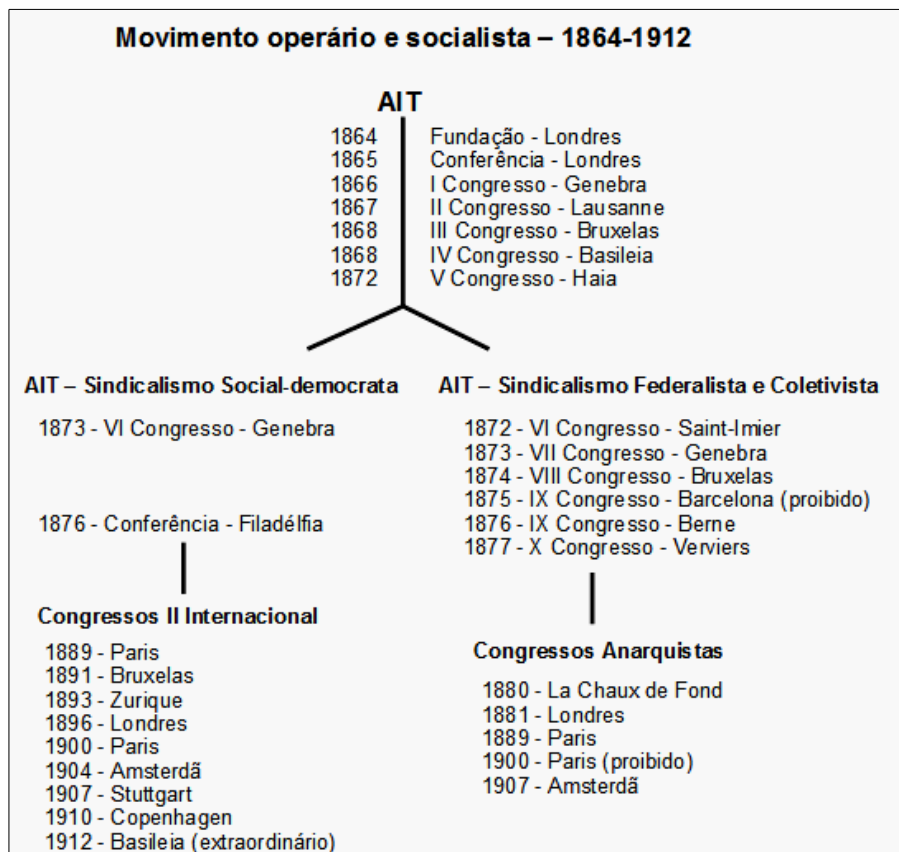 Movimento operário e socialista – 1864-1912
AIT
1864 Fundação - Londres
1865 Conferência - Londres
1866 I Congresso - Genebra
1867 II Congresso - Lausanne
1868 III Congresso - Bruxelas
1868 IV Congresso - Basileia
1872 V Congresso - Haia
AIT – Sindicalismo Social-democrata
1873 - VI Congresso - Genebra
1876 - Conferência - Filadélfia
Congressos II Internacional
1889 - Paris
1891 - Bruxelas
1893 - Zurique
1896 - Londres
1900 - Paris
1904 - Amsterdã
1907 - Stuttgart
1910 - Copenhagen
1912 - Basileia (extraordinário)
AIT – Sindicalismo Federalista e Coletivista
1872 - VI Congresso - Saint-Imier
1873 - VII Congresso - Genebra
1874 - VIII Congresso - Bruxelas
1875 - IX Congresso - Barcelona (proibido)
1876 - IX Congresso - Berne
1877 - X Congresso - Verviers
Congressos Anarquistas
1880 - La Chaux de Fond
1881 - Londres
1889 - Paris
1900 - Paris (proibido)
1907 - Amsterdã